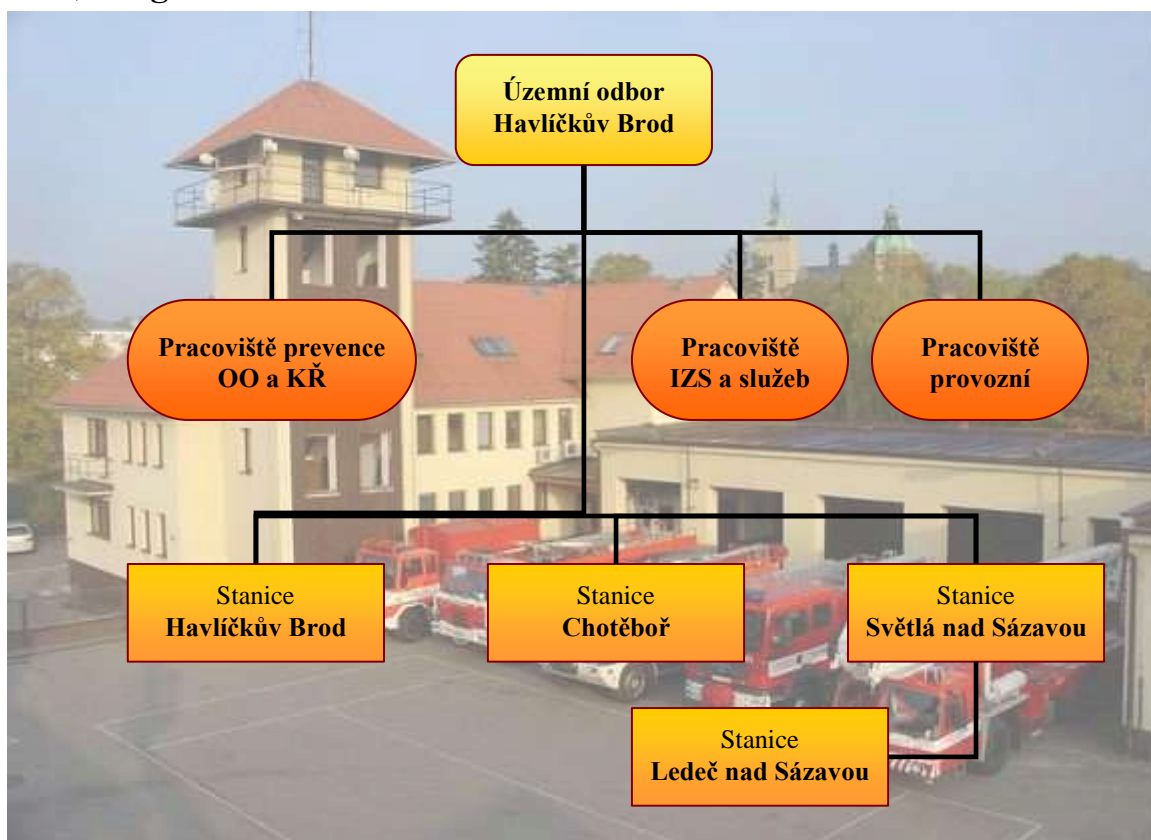 Územní odbor
Havlíčkův Brod
Pracoviště prevence
OO a KŘ
Pracoviště
IZS a služeb
Pracoviště
provozní
Stanice
Havlíčkův Brod
Stanice
Chotěboř
Stanice
Světlá nad Sázavou
Stanice
Ledeč nad Sázavou